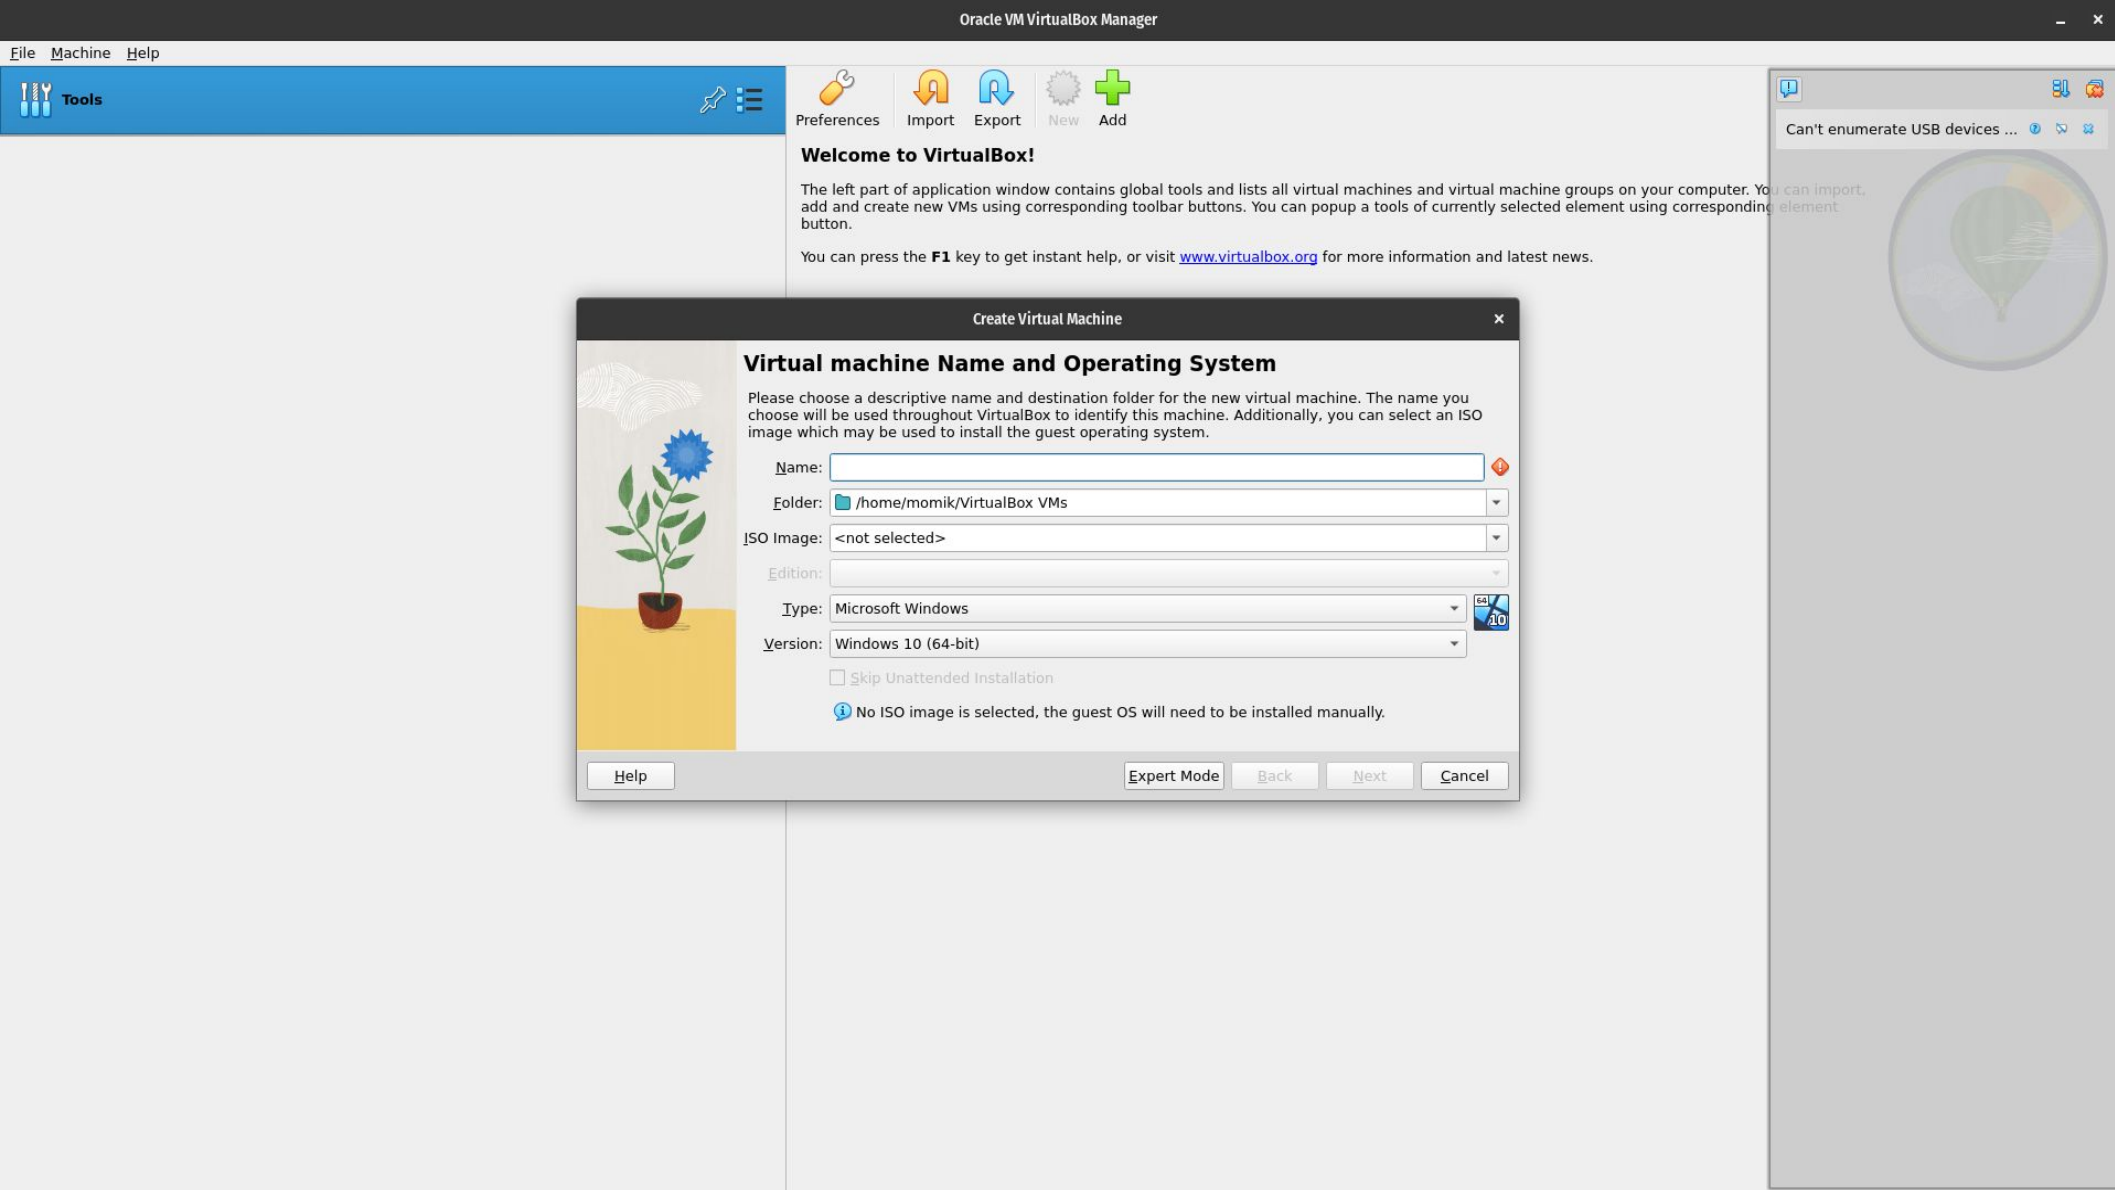 Oracle VM VirtualBox Manager
File Machine Help
Tools
Preferences Import Export New Add
Can't enumerate USB devices ...
Welcome to VirtualBox!
The left part of application window contains global tools and lists all virtual machines and virtual machine groups on your computer. You can import,
add and create new VMs using corresponding toolbar buttons. You can popup a tools of currently selected element using corresponding element
button.
You can press the F1 key to get instant help, or visit www.virtualbox.org for more information and latest news.
Create Virtual Machine
Virtual machine Name and Operating System
Please choose a descriptive name and destination folder for the new virtual machine. The name you
choose will be used throughout VirtualBox to identify this machine. Additionally, you can select an ISO
image which may be used to install the guest operating system.
Name:
Folder: /home/momik/VirtualBox VMs
ISO Image: <not selected>
Edition:
Type: Microsoft Windows
64
10
Version: Windows 10 (64-bit)
Skip Unattended Installation
No ISO image is selected, the guest OS will need to be installed manually.
Help Expert Mode Back Next Cancel